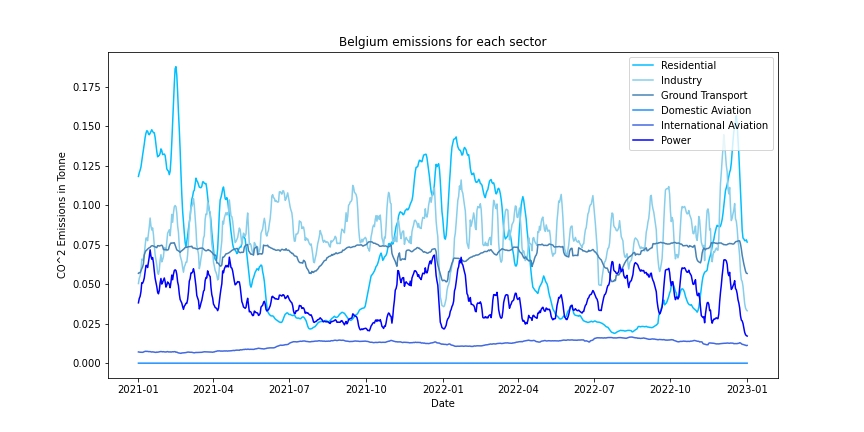 Belgium emissions for each sector
CO^2 Emissions in Tonne
0.175
0.150
0.125
0.100
0.075
0.050
0.025
0.000
Residential
Industry
Ground Transport
Domestic Aviation
International Aviation
Power
2021-01 2021-04 2021-07 2021-10 2022-01 2022-04 2022-07 2022-10 2023-01
Date